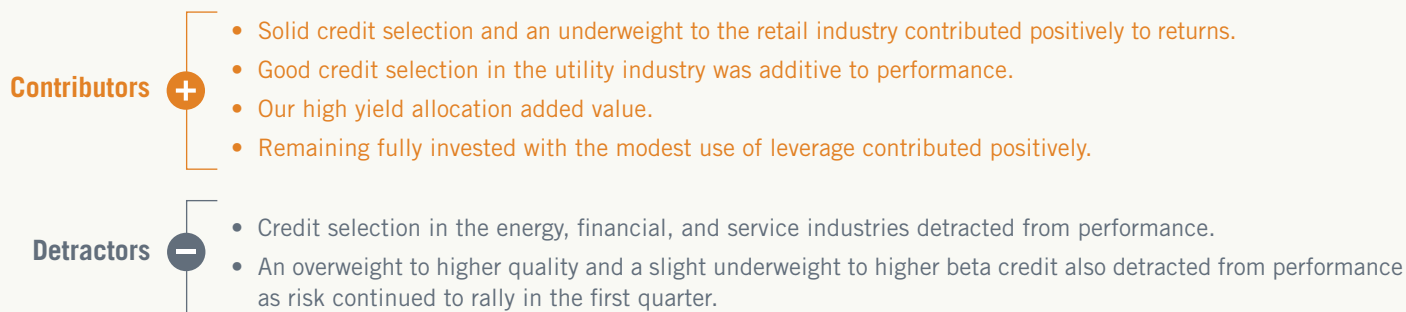 Contributors
• Solid credit selection and an underweight to the retail industry contributed positively to returns.
• Good credit selection in the utility industry was additive to performance.
• Our high yield allocation added value.
• Remaining fully invested with the modest use of leverage contributed positively.
Detractors
• Credit selection in the energy, financial, and service industries detracted from performance.
• An overweight to higher quality and a slight underweight to higher beta credit also detracted from performance
as risk continued to rally in the first quarter.